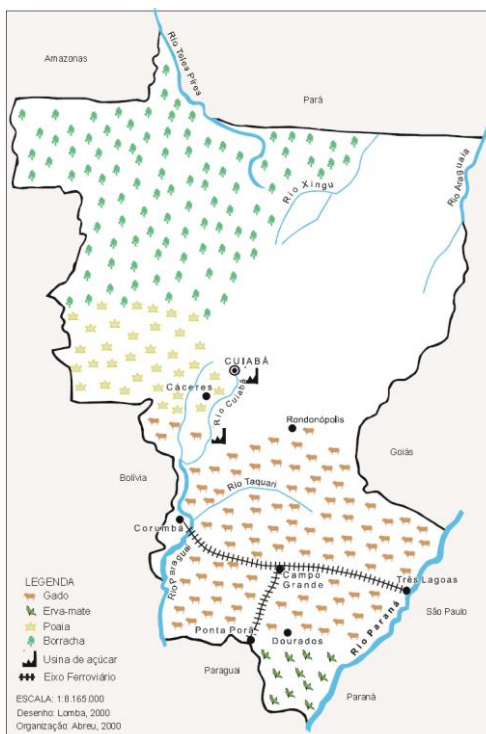 Amazonas
Rio Teles Pires
Pará
Rio Xingu
Rio Araguaia
CUIABÁ
Cáceres
Rio Cuiabá
Rondonópolis
Goiás
Bolívia
Rio Taquari
Corumbá
Rio Paraguai
Campo
Grande
Três Lagoas
São Paulo
Rio Paraná
Ponta Porã
Dourados
Paraguai
Paraná
LEGENDA
Gado
Erva-mate
Poaia
Borracha
Usina de açúcar
Eixo Ferroviário
ESCALA: 1:8.165.000
Desenho: Lomba, 2000
Organização: Abreu, 2000